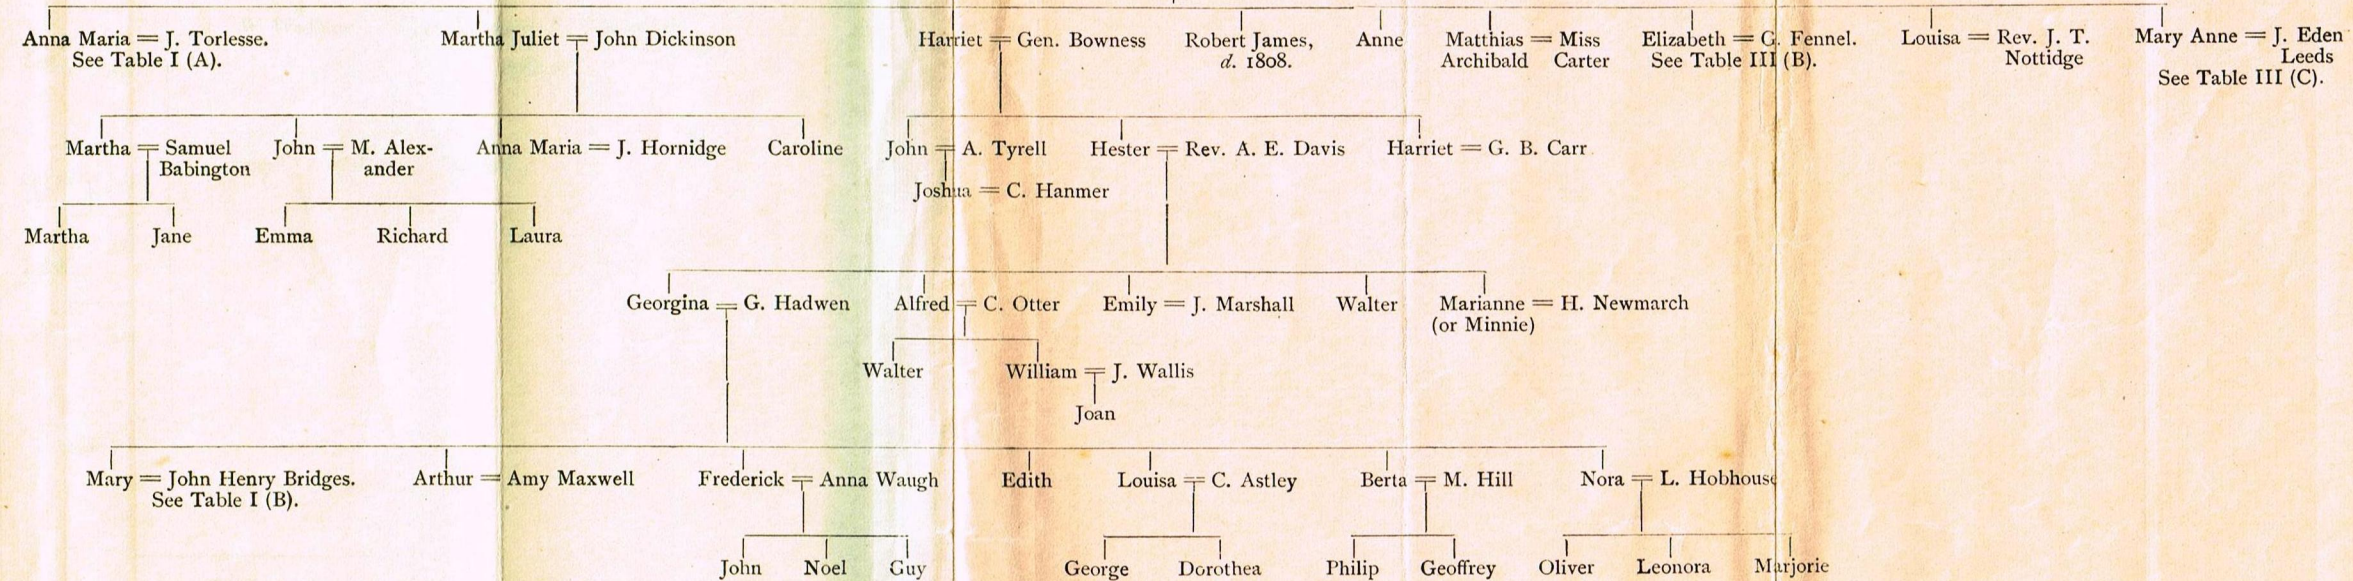 Anna Maria = J. Torlesse. Martha Juliet = John Dickinson Harriet = Gen. Bowness Robert James, Anne Matthias = Miss Elizabeth = G. Fennel. Louisa = Rev. J. T. Mary Anne = J. Eden
See Table I (A). d. 1808. Archibald Carter See Table III (B). Nottidge Leeds
See Table III (C).
Martha = Samuel John = M. Alex- Anna Maria = J. Hornidge Caroline John = A. Tyrell Hester = Rev. A. E. Davis Harriet = G. B. Carr
Babington ander
Joshua = C. Hanmer
Martha Jane Emma Richard Laura
Georgina = G. Hadwen Alfred = C. Otter Emily = J. Marshall Walter Marianne = H. Newmarch
(or Minnie)
Walter William = J. Wallis
Joan
Mary = John Henry Bridges. Arthur = Amy Maxwell Frederick = Anna Waugh Edith Louisa = C. Astley Berta = M. Hill Nora = L. Hobhouse
See Table I (B).
John Noel Guy George Dorothea Philip Geoffrey Oliver Leonora Marjorie